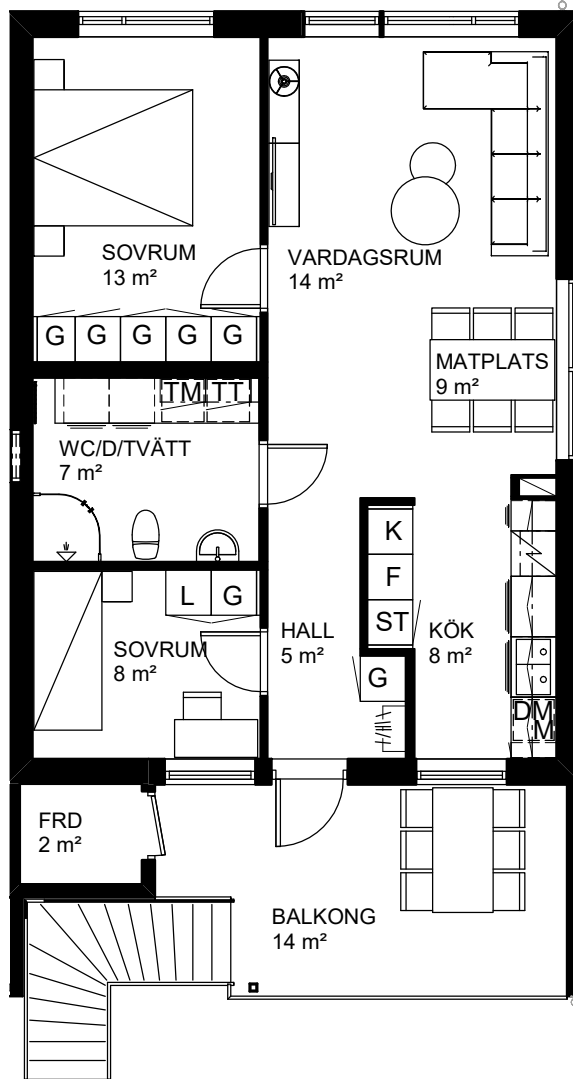 SOVRUM
13 m²
VARDAGSRUM
14 m²
G G G G G
MATPLATS
9 m²
TM TT
WC/D/TVÄTT
7 m²
K
F
ST
L G
SOVRUM
8 m²
HALL
5 m²
KÖK
8 m²
G
DM
M
FRD
2 m²
BALKONG
14 m²